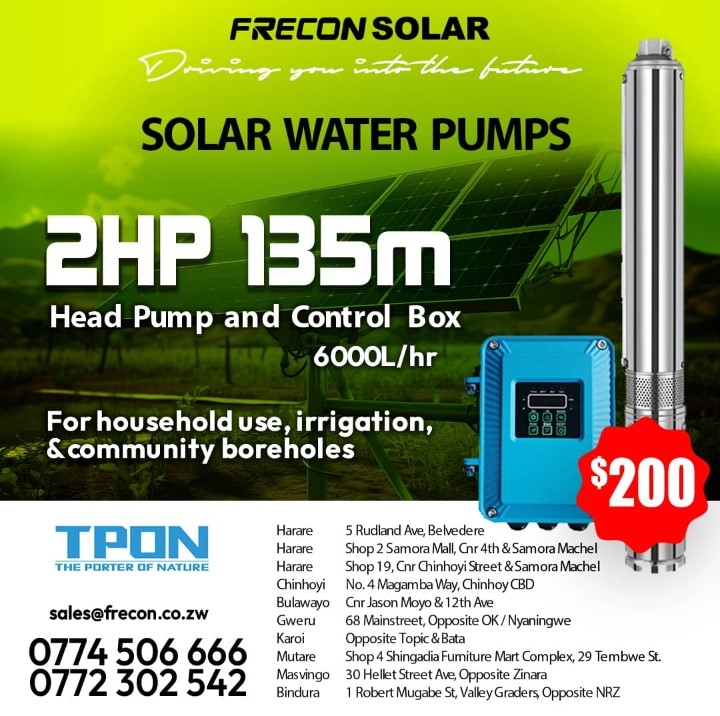 FRECON SOLAR
Driving you into the future
SOLAR WATER PUMPS
2HP 135m
Head Pump and Control Box
6000L/hr
For household use, irrigation,
& community boreholes
$200
TPON
THE PORTER OF NATURE
sales@frecon.co.zw
0774 506 666
0772 302 542
Harare 5 Rudland Ave, Belvedere
Harare Shop 2 Samora Mall, Cnr 4th & Samora Machel
Harare Shop 19, Cnr Chinhoyi Street & Samora Machel
Chinhoyi No. 4 Magamba Way, Chinhoy CBD
Bulawayo Cnr Jason Moyo & 12th Ave
Gweru 68 Mainstreet, Opposite OK / Nyaningwe
Karoi Opposite Topic & Bata
Mutare Shop 4 Shingadia Furniture Mart Complex, 29 Tembwe St.
Masvingo 30 Hellet Street Ave, Opposite Zinara
Bindura 1 Robert Mugabe St, Valley Graders, Opposite NRZ